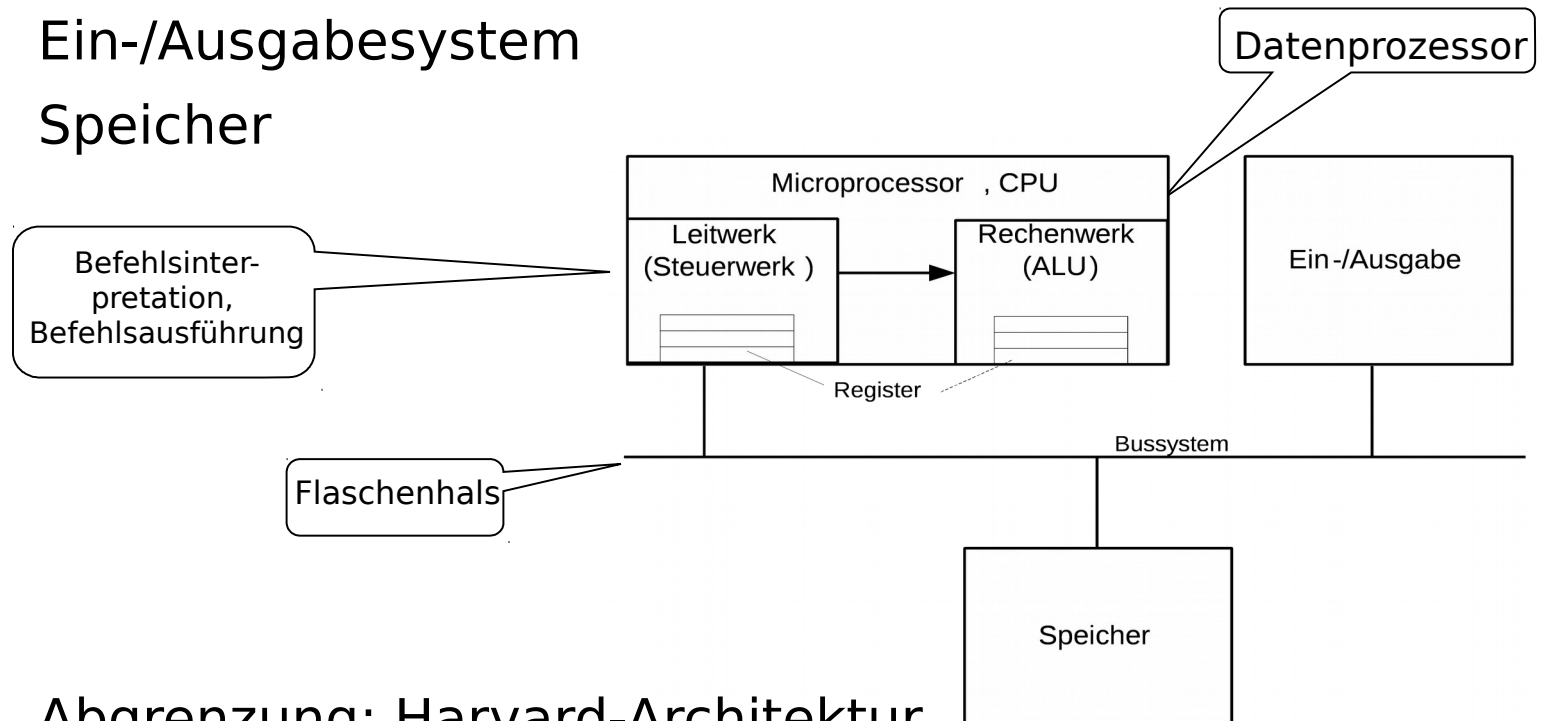 Ein-/Ausgabesystem
Datenprozessor
Speicher
Microprocessor , CPU
Leitwerk
(Steuerwerk )
Rechenwerk
(ALU)
Ein-/Ausgabe
Befehlsinter-
pretation,
Befehlsausführung
Register
Bussystem
Flaschenhals
Speicher
Abgrenzung: Harvard-Architektur